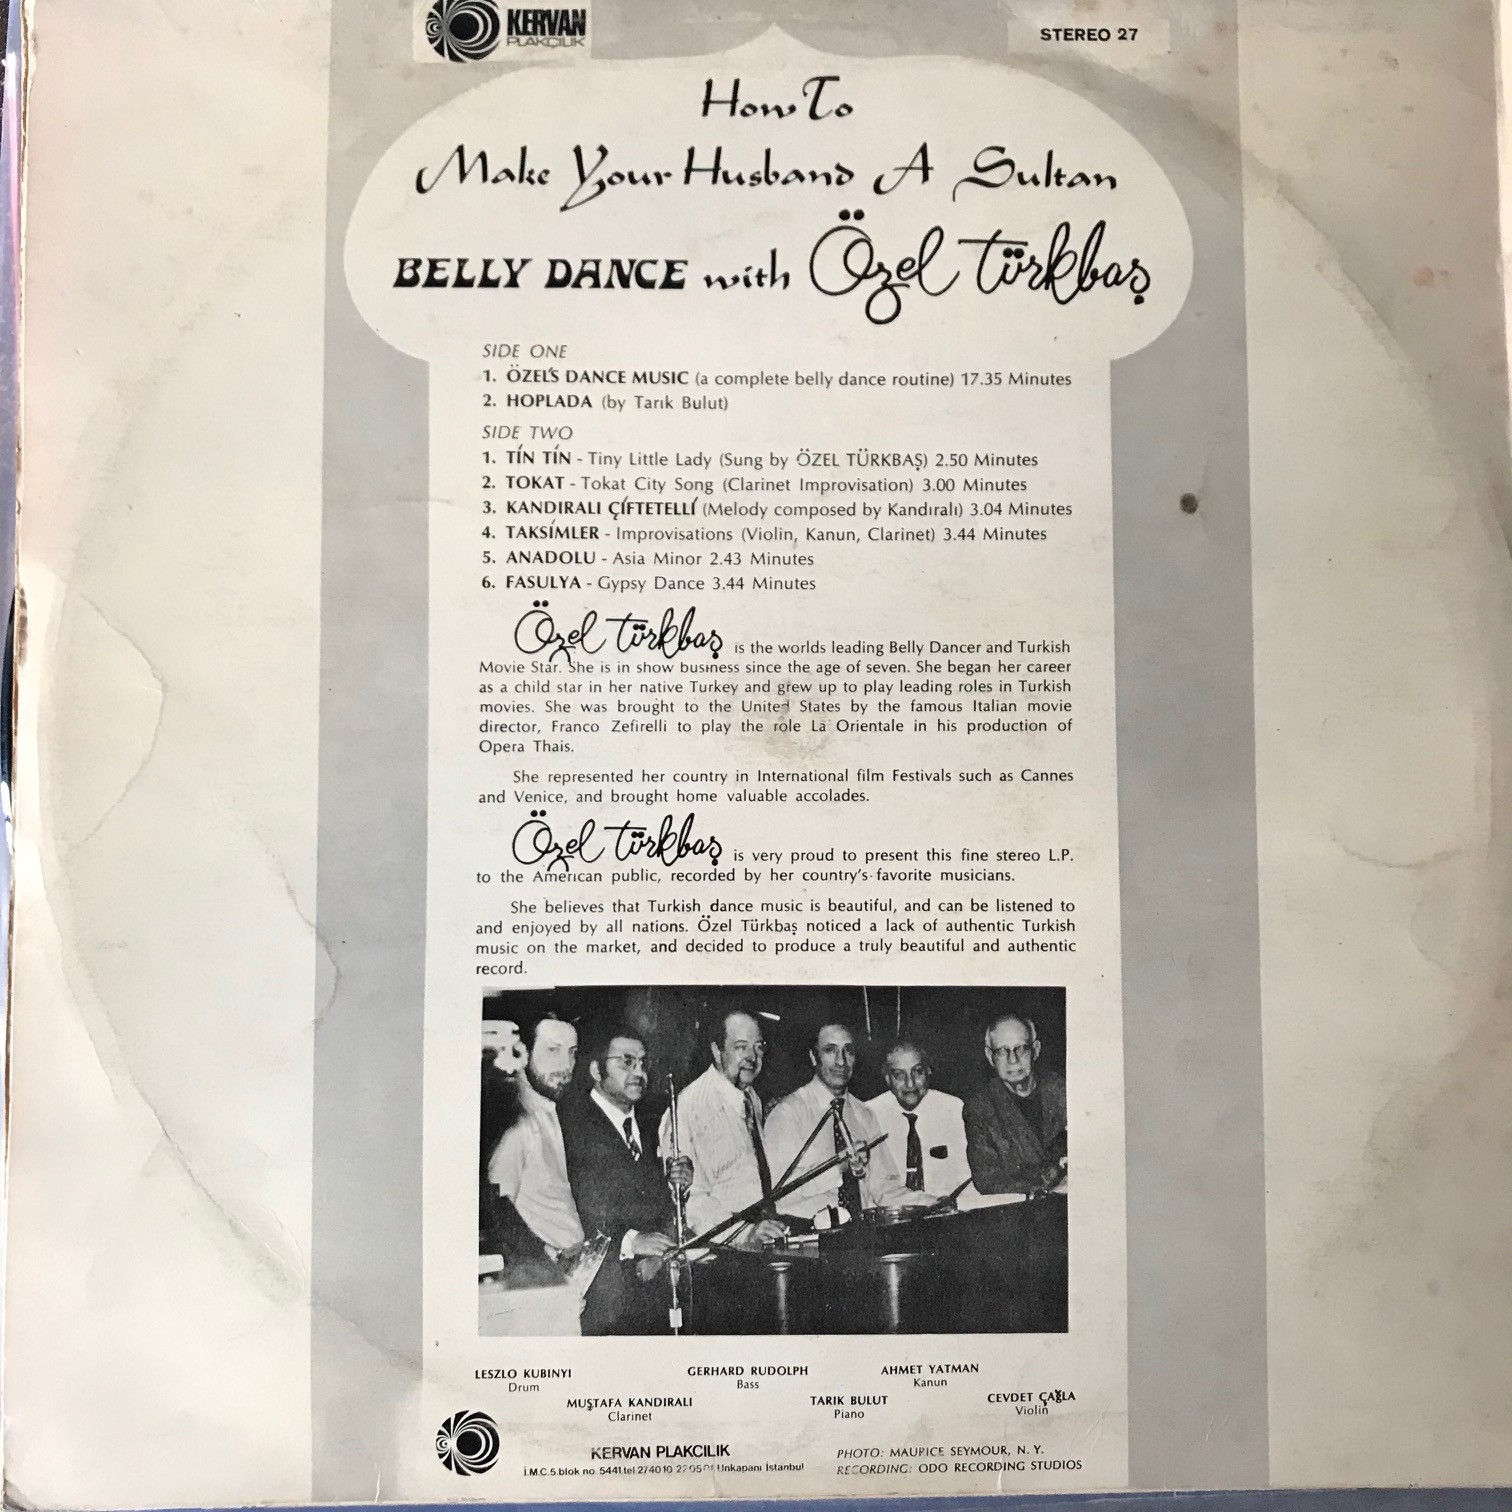 KERVAN
PLAKÇILIK
STEREO 27
How To
Make Your Husband A Sultan
BELLY DANCE with Özel Türkbaş
SIDE ONE
1. ÖZEL'S DANCE MUSIC (a complete belly dance routine) 17.35 Minutes
2. HOPLADA (by Tarık Bulut)
SIDE TWO
1. TİN TİN - Tiny Little Lady (Sung by ÖZEL TÜRKBAŞ) 2.50 Minutes
2. TOKAT - Tokat City Song (Clarinet Improvisation) 3.00 Minutes
3. KANDIRALI ÇİFTETELLİ (Melody composed by Kandıralı) 3.04 Minutes
4. TAKSİMLER - Improvisations (Violin, Kanun, Clarinet) 3.44 Minutes
5. ANADOLU - Asia Minor 2.43 Minutes
6. FASULYA - Gypsy Dance 3.44 Minutes
Özel Türkbaş is the worlds leading Belly Dancer and Turkish
Movie Star. She is in show business since the age of seven. She began her career
as a child star in her native Turkey and grew up to play leading roles in Turkish
movies. She was brought to the United States by the famous Italian movie
director, Franco Zefirelli to play the role La Orientale in his production of
Opera Thais.
She represented her country in International film Festivals such as Cannes
and Venice, and brought home valuable accolades.
Özel Türkbaş is very proud to present this fine stereo L.P.
to the American public, recorded by her country's favorite musicians.
She believes that Turkish dance music is beautiful, and can be listened to
and enjoyed by all nations. Özel Türkbaş noticed a lack of authentic Turkish
music on the market, and decided to produce a truly beautiful and authentic
record.
LESZLO KUBINYI GERHARD RUDOLPH AHMET YATMAN
Drum Bass Kanun
MUŞTAFA KANDIRALI TARIK BULUT CEVDET ÇAĞLA
Clarinet Piano Violin
KERVAN PLAKCILIK
İ.M.C.5.blok no 5441.tel 274010 Unkapanı İstanbul
PHOTO: MAURICE SEYMOUR, N. Y.
RECORDING: ODO RECORDING STUDIOS